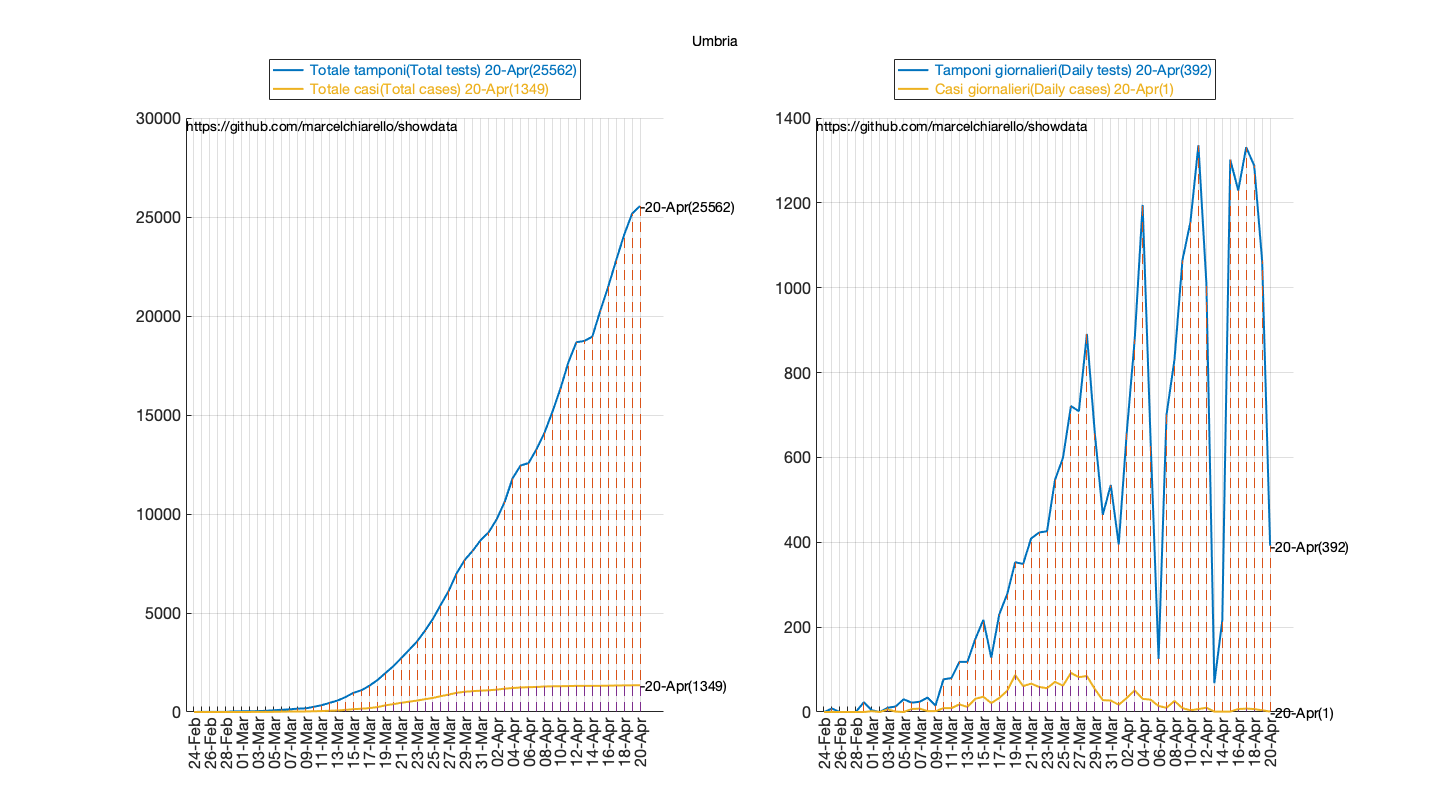 Umbria
Totale tamponi(Total tests) 20-Apr(25562)
Totale casi(Total cases) 20-Apr(1349)
https://github.com/marcelchiarello/showdata
30000
25000
20000
15000
10000
5000
0
20-Apr(25562)
20-Apr(1349)
24-Feb
26-Feb
28-Feb
01-Mar
03-Mar
05-Mar
07-Mar
09-Mar
11-Mar
13-Mar
15-Mar
17-Mar
19-Mar
21-Mar
23-Mar
25-Mar
27-Mar
29-Mar
31-Mar
02-Apr
04-Apr
06-Apr
08-Apr
10-Apr
12-Apr
14-Apr
16-Apr
18-Apr
20-Apr
Tamponi giornalieri(Daily tests) 20-Apr(392)
Casi giornalieri(Daily cases) 20-Apr(1)
https://github.com/marcelchiarello/showdata
1400
1200
1000
800
600
400
200
0
20-Apr(392)
20-Apr(1)
24-Feb
26-Feb
28-Feb
01-Mar
03-Mar
05-Mar
07-Mar
09-Mar
11-Mar
13-Mar
15-Mar
17-Mar
19-Mar
21-Mar
23-Mar
25-Mar
27-Mar
29-Mar
31-Mar
02-Apr
04-Apr
06-Apr
08-Apr
10-Apr
12-Apr
14-Apr
16-Apr
18-Apr
20-Apr